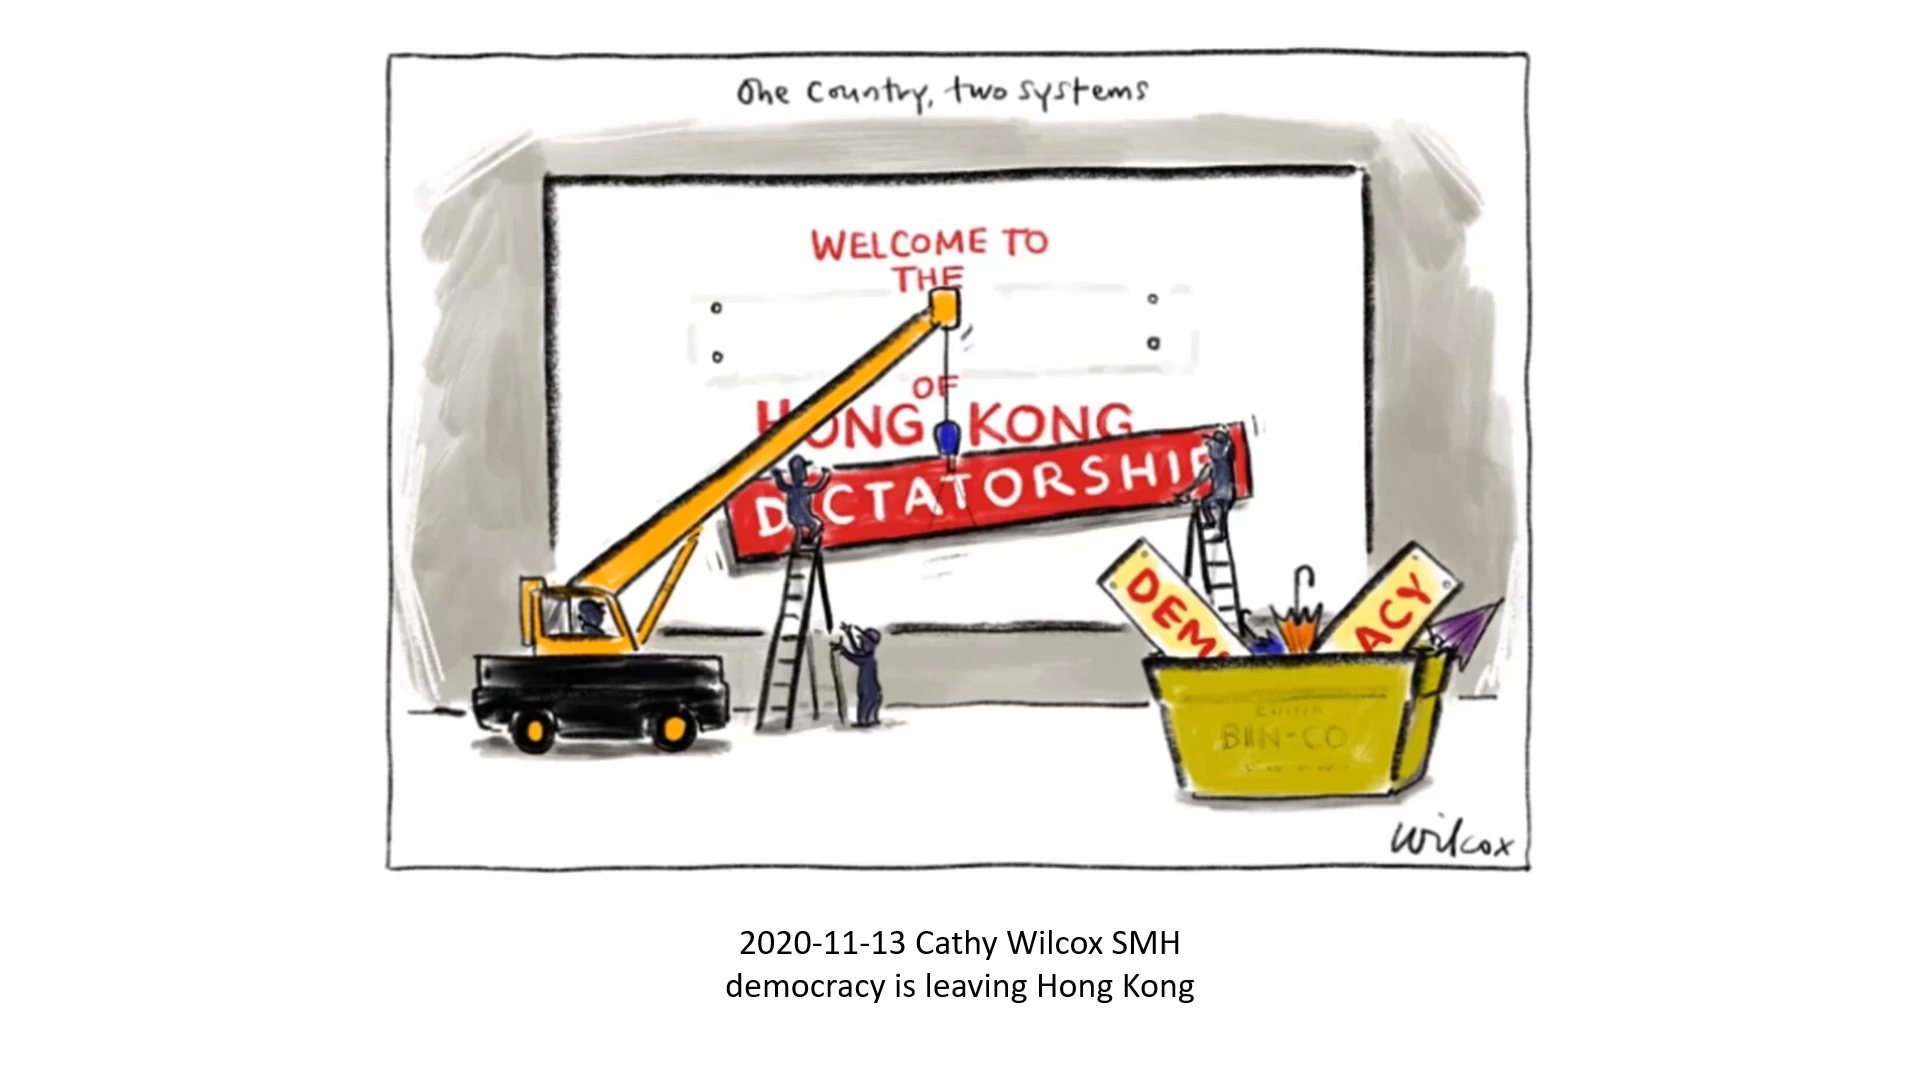 One country, two systems
WELCOME TO
THE
OF
HONG KONG
DICTATORSHIP
DEM
ACY
CHINA
BIN-CO
Wilcox
2020-11-13 Cathy Wilcox SMH
democracy is leaving Hong Kong